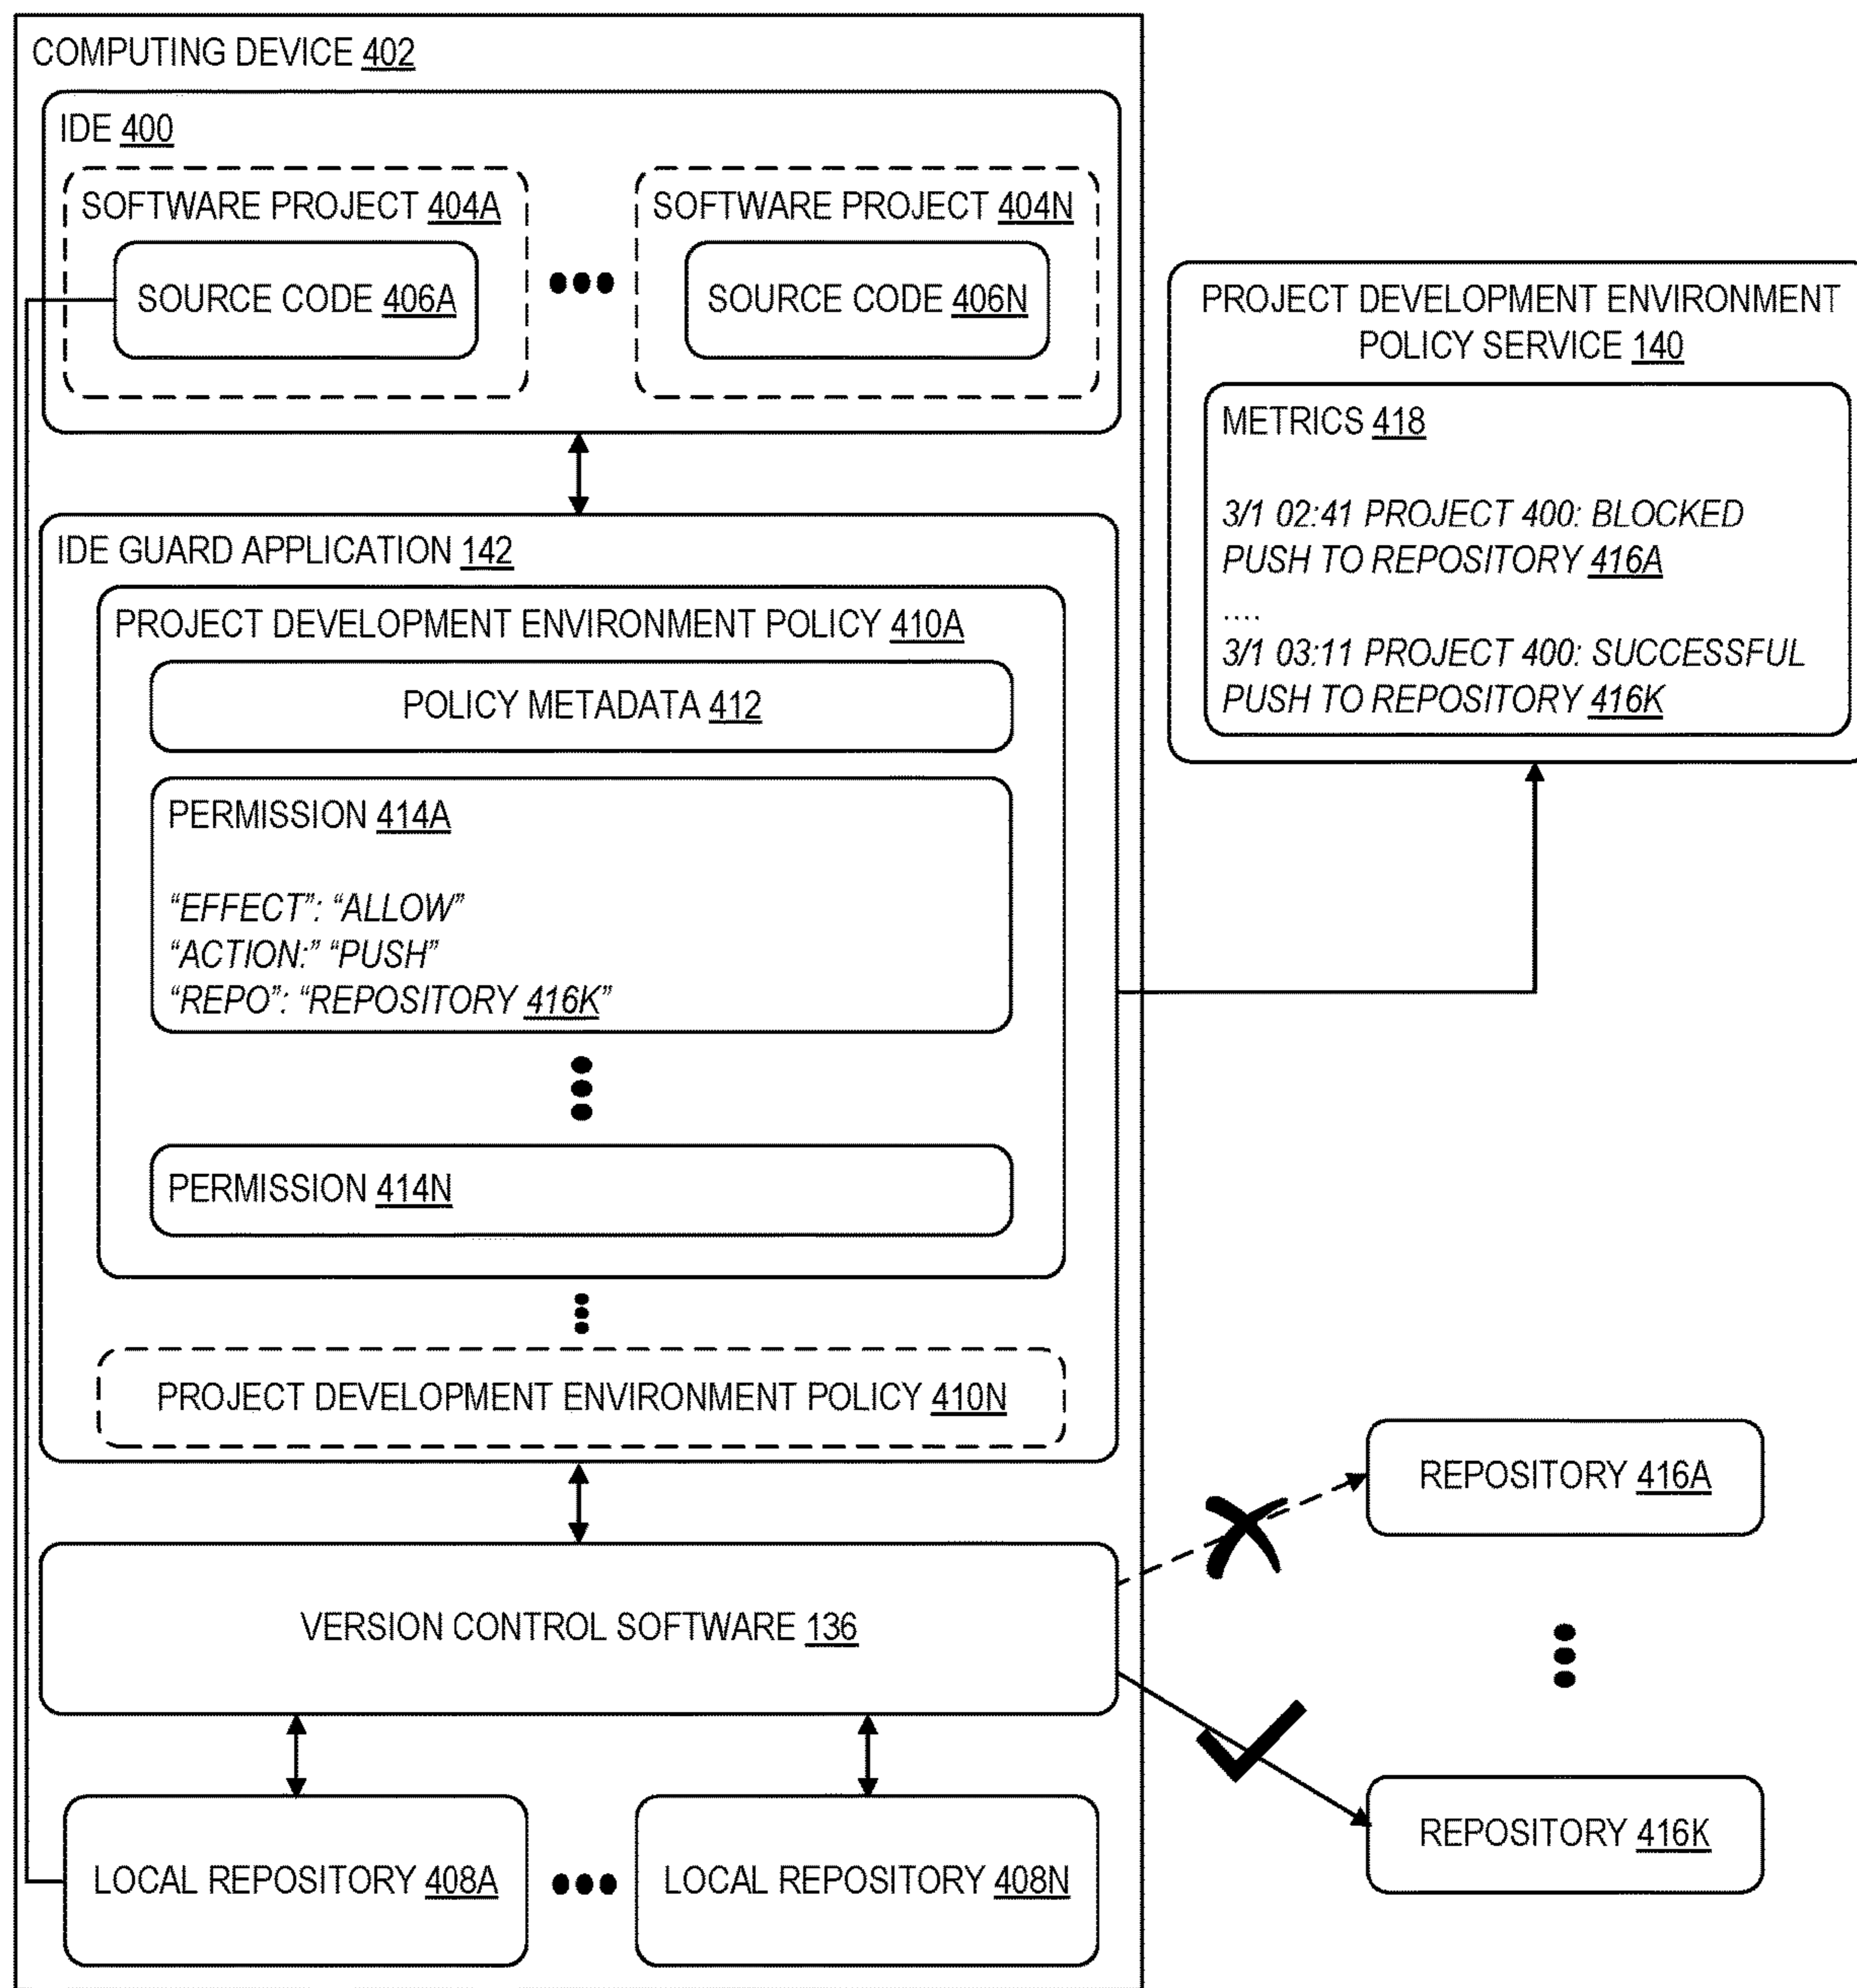 COMPUTING DEVICE 402
IDE 400
SOFTWARE PROJECT 404A
SOURCE CODE 406A
SOFTWARE PROJECT 404N
SOURCE CODE 406N
PROJECT DEVELOPMENT ENVIRONMENT
POLICY SERVICE 140
METRICS 418
3/1 02:41 PROJECT 400: BLOCKED
PUSH TO REPOSITORY 416A
....
3/1 03:11 PROJECT 400: SUCCESSFUL
PUSH TO REPOSITORY 416K
IDE GUARD APPLICATION 142
PROJECT DEVELOPMENT ENVIRONMENT POLICY 410A
POLICY METADATA 412
PERMISSION 414A
“EFFECT”: “ALLOW”
“ACTION:” “PUSH”
“REPO”: “REPOSITORY 416K”
PERMISSION 414N
PROJECT DEVELOPMENT ENVIRONMENT POLICY 410N
VERSION CONTROL SOFTWARE 136
REPOSITORY 416A
REPOSITORY 416K
LOCAL REPOSITORY 408A
LOCAL REPOSITORY 408N